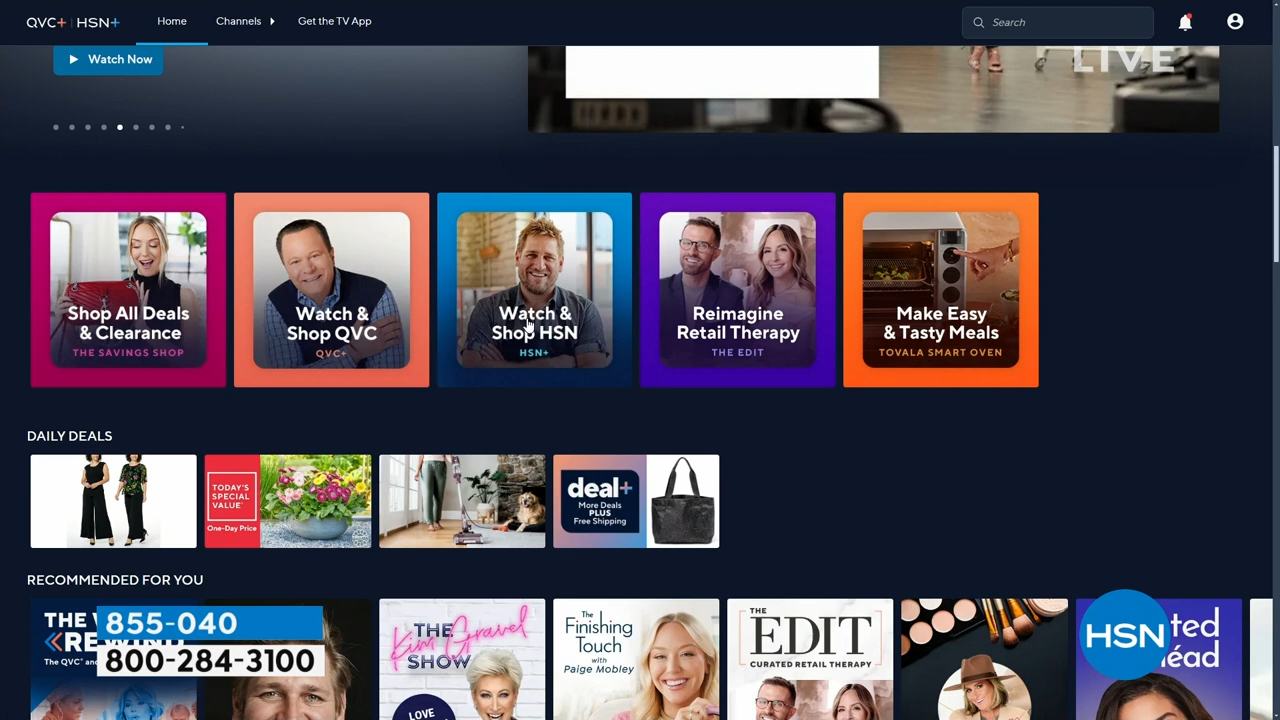 QVC+ | HSN+
Home
Channels
Get the TV App
Search
Watch Now
LIVE
Shop All Deals
& Clearance
THE SAVINGS SHOP
Watch &
Shop QVC
QVC+
Watch &
Shop HSN
HSN+
Reimagine
Retail Therapy
THE EDIT
Make Easy
& Tasty Meals
TOVALA SMART OVEN
DAILY DEALS
TODAY'S
SPECIAL
VALUE®
One-Day Price
deal+
More Deals
PLUS
Free Shipping
RECOMMENDED FOR YOU
THE
The QVC+
855-040
800-284-3100
THE
Kim Gravel
SHOW
LOVE
The
Finishing
Touch
with
Paige Mobley
THE
EDIT
CURATED RETAIL THERAPY
HSN